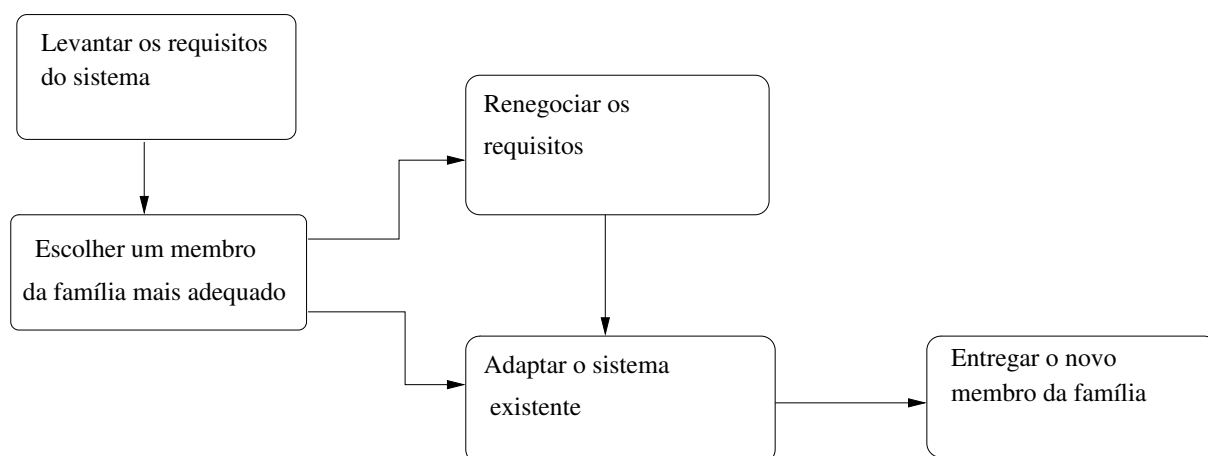 Levantar os requisitos
do sistema
Renegociar os
requisitos
Escolher um membro
da família mais adequado
Adaptar o sistema
existente
Entregar o novo
membro da família